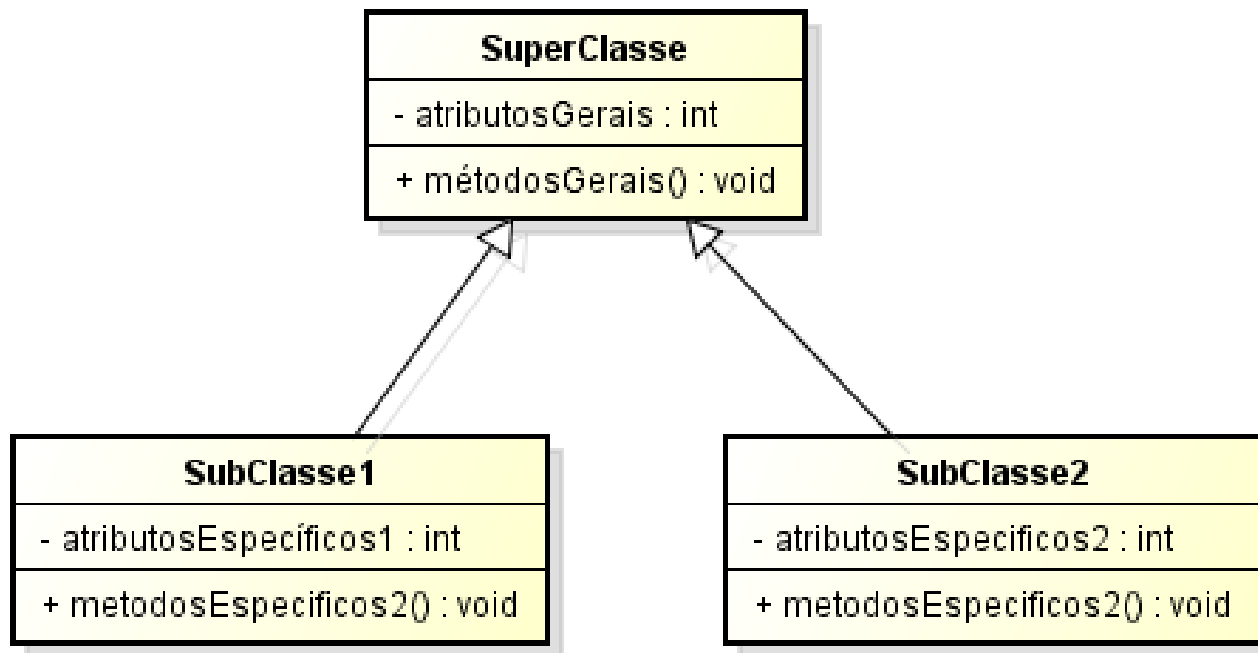 SuperClasse
- atributosGerais : int
+ métodosGerais() : void
SubClasse1
- atributosEspecíficos1 : int
+ metodosEspecificos2() : void
SubClasse2
- atributosEspecificos2 : int
+ metodosEspecificos2() : void